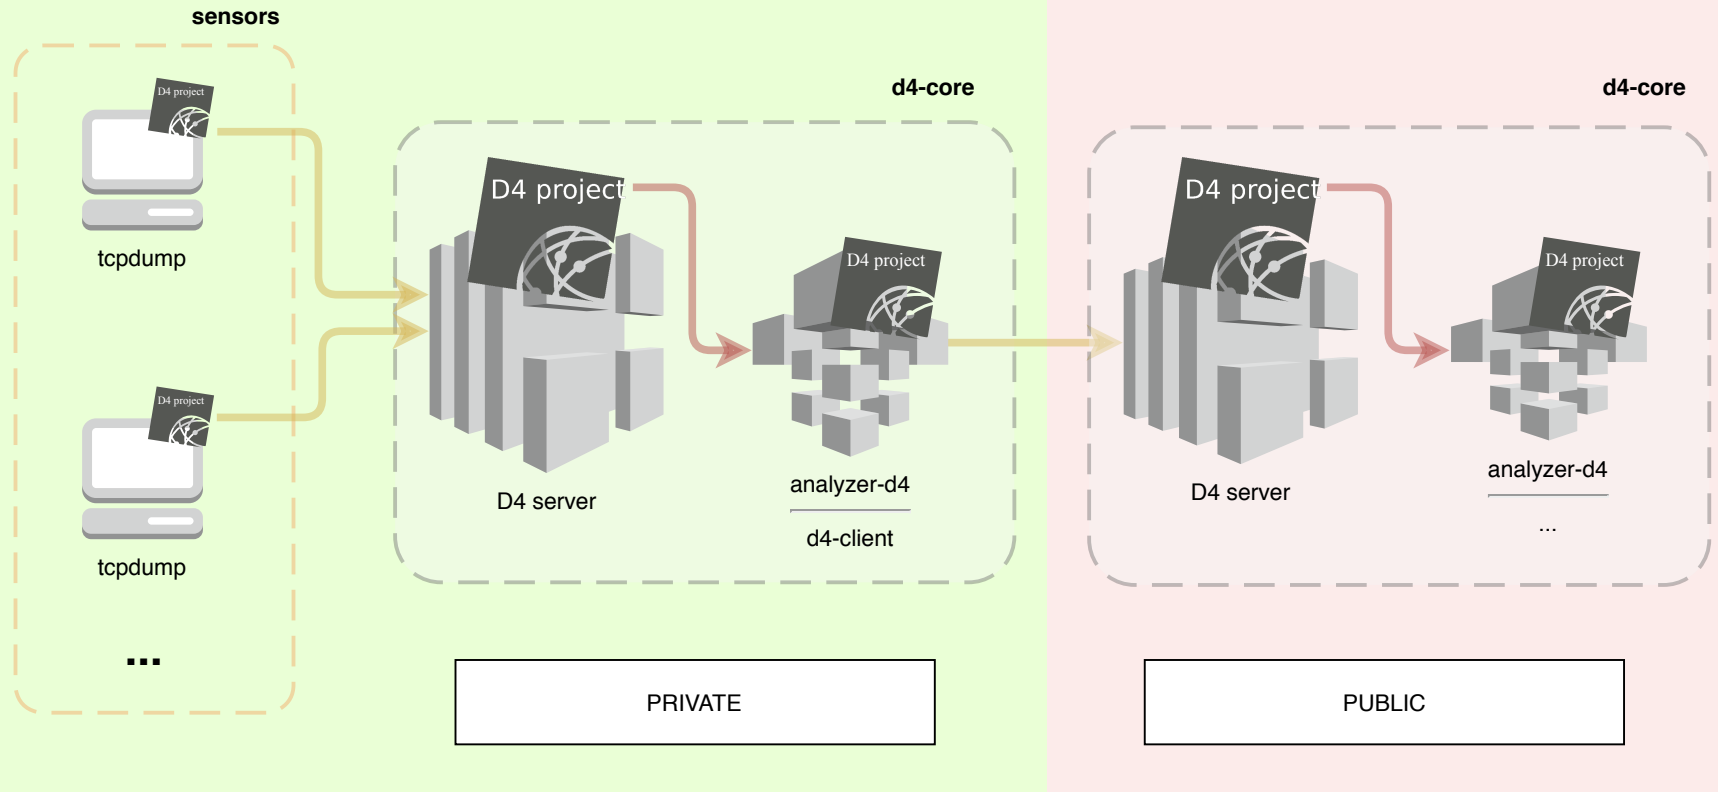 sensors
D4 project
tcpdump
D4 project
tcpdump
...
d4-core
D4 project
D4 server
D4 project
analyzer-d4
d4-client
PRIVATE
d4-core
D4 project
D4 server
D4 project
analyzer-d4
...
PUBLIC